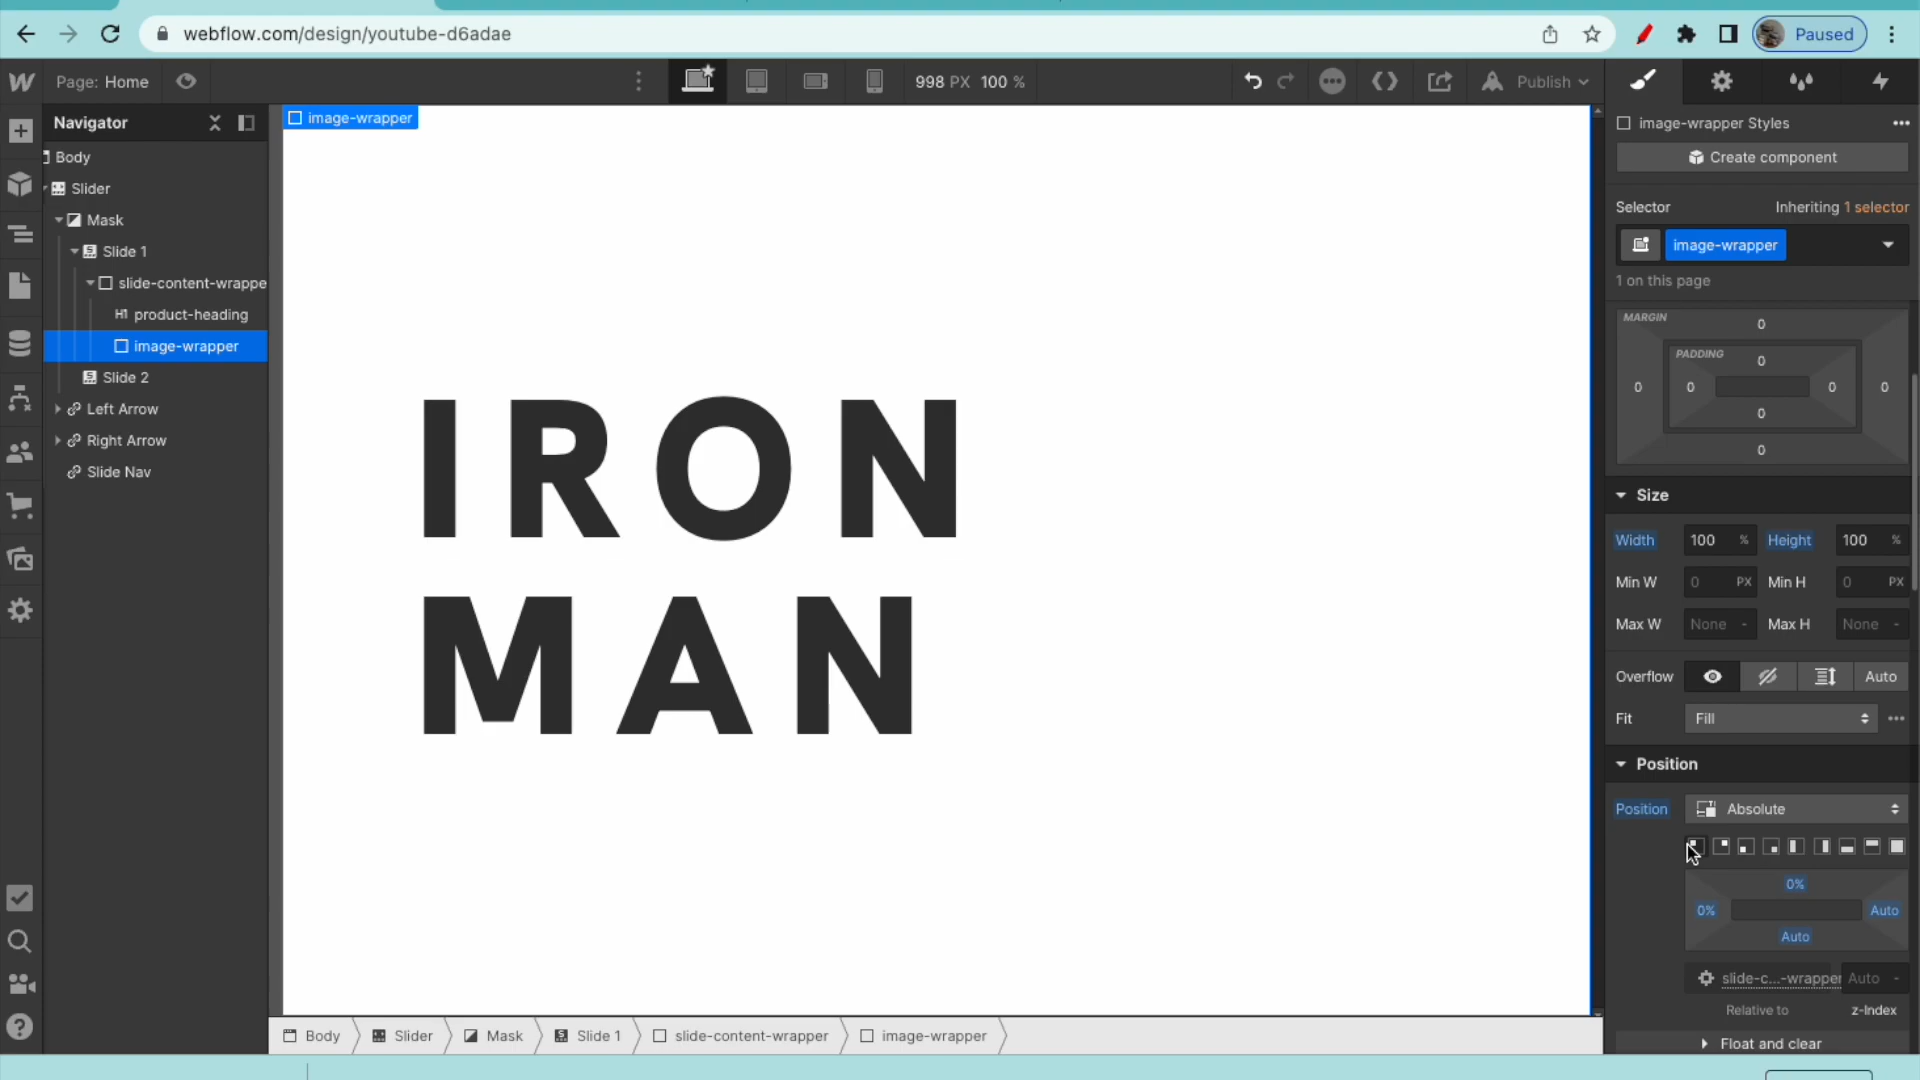 webflow.com/design/youtube-d6adae
Paused
Page: Home
998 PX 100 %
Publish
Navigator
Body
Slider
Mask
Slide 1
slide-content-wrappe
H1 product-heading
image-wrapper
Slide 2
Left Arrow
Right Arrow
Slide Nav
image-wrapper
IRON
MAN
Body
Slider
Mask
Slide 1
slide-content-wrapper
image-wrapper
image-wrapper Styles
Create component
Selector
Inheriting 1 selector
image-wrapper
1 on this page
MARGIN
0
PADDING
0
0 0 0 0
0
0
Size
Width 100 % Height 100 %
Min W 0 PX Min H 0 PX
Max W None - Max H None -
Overflow Auto
Fit Fill
Position
Position Absolute
0%
0% Auto
Auto
slide-c...-wrapper Auto -
Relative to z-Index
Float and clear